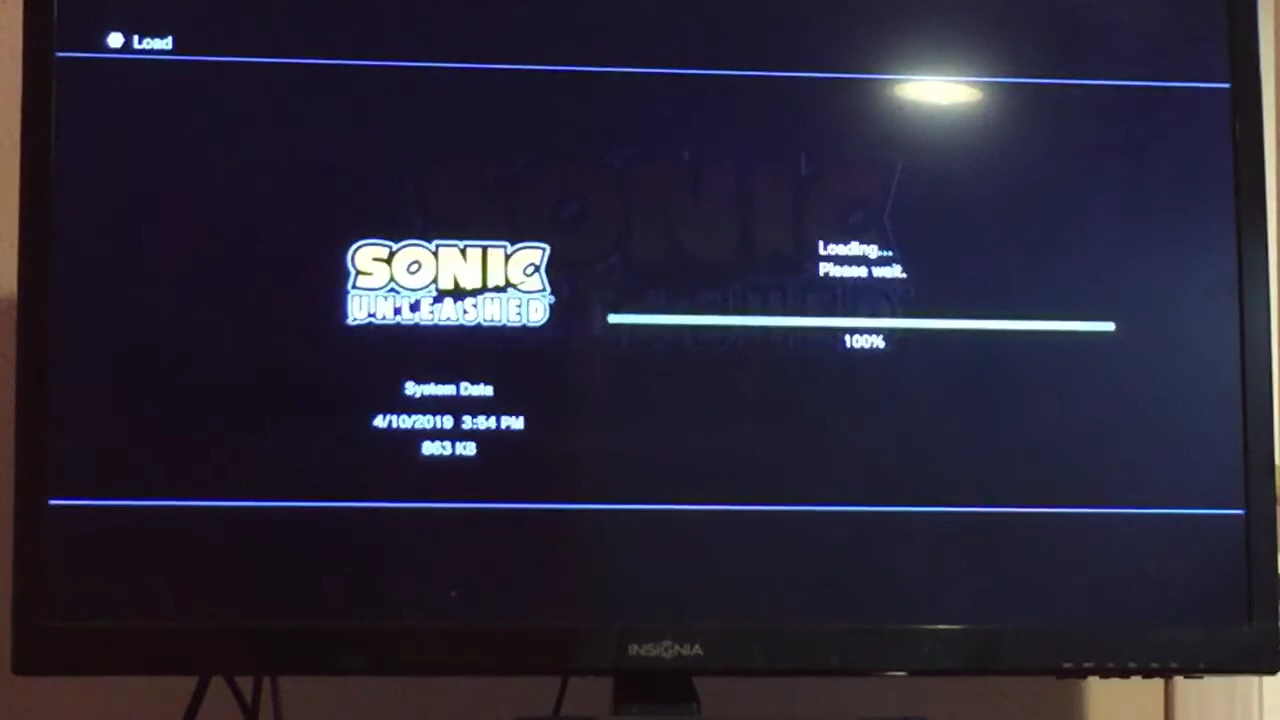 Load
SONIC
UNLEASHED
Loading...
Please wait.
100%
System Data
4/10/2019 3:54 PM
863 KB
INSIGNIA